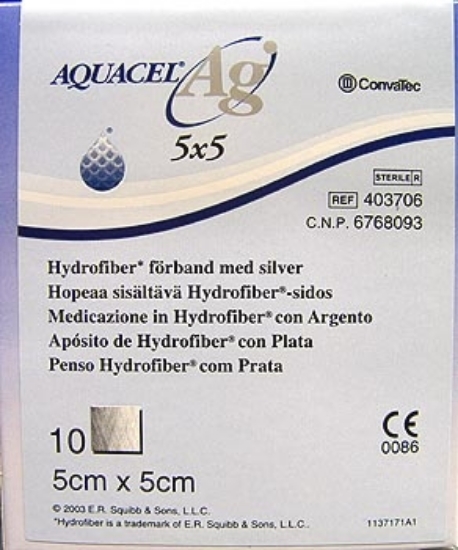 AQUACEL® Ag
ConvaTec
5x5
STERILE R
REF 403706
C.N.P. 6768093
Hydrofiber* förband med silver
Hopeaa sisältävä Hydrofiber®-sidos
Medicazione in Hydrofiber® con Argento
Apósito de Hydrofiber® con Plata
Penso Hydrofiber® com Prata
10
CE
0086
5cm x 5cm
© 2003 E.R. Squibb & Sons, L.L.C.
*Hydrofiber is a trademark of E.R. Squibb & Sons, L.L.C.
1137171A1